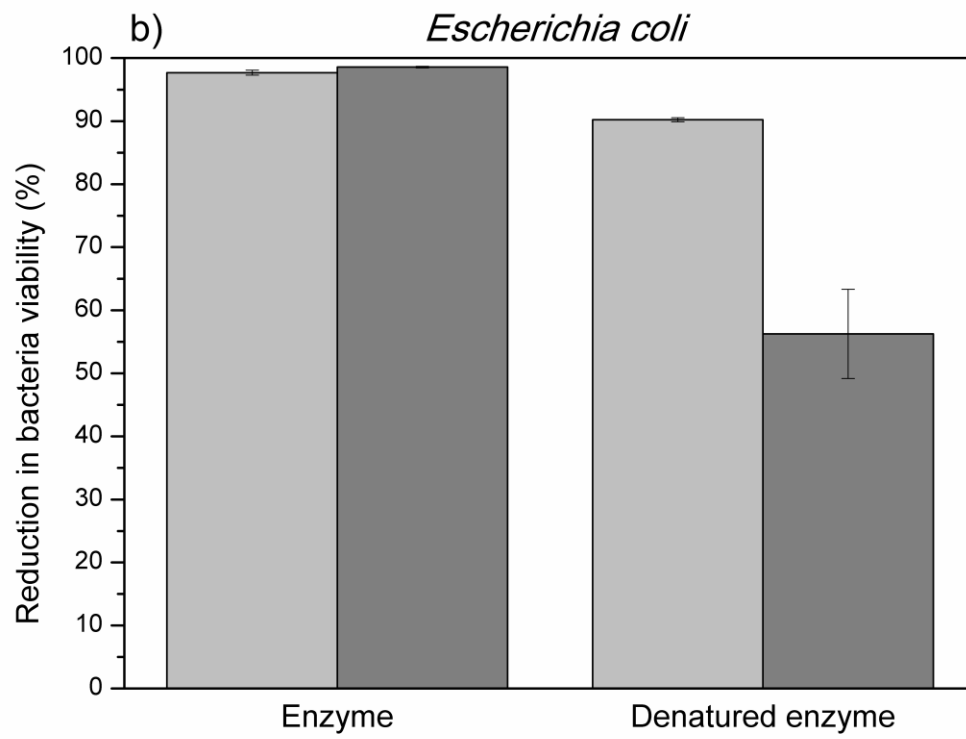 b)
Escherichia coli
Reduction in bacteria viability (%)
100
90
80
70
60
50
40
30
20
10
0
Enzyme
Denatured enzyme